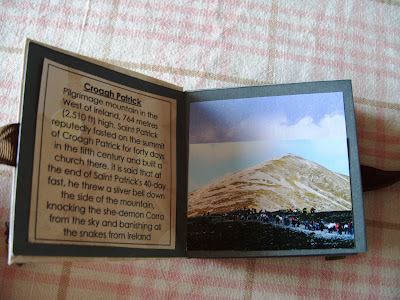 Croagh Patrick
Pilgrimage mountain in the
West of Ireland, 764 metres
(2,510 ft) high. Saint Patrick
reputedly fasted on the summit
of Croagh Patrick for forty days
in the fifth century and built a
church there. It is said that at
the end of Saint Patrick's 40-day
fast, he threw a silver bell down
the side of the mountain,
knocking the she-demon Corra
from the sky and banishing all
the snakes from Ireland